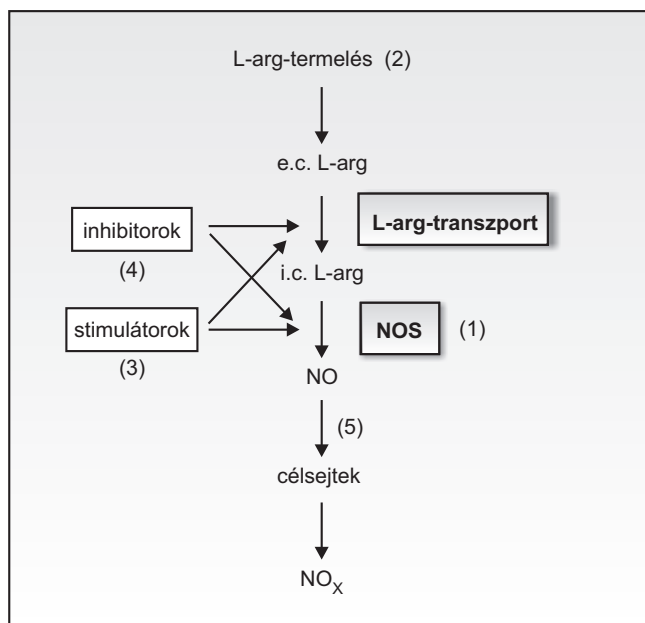 L-arg-termelés (2)
e.c. L-arg
L-arg-transzport
inhibitorok
(4)
i.c. L-arg
stimulátorok
(3)
NOS (1)
NO
(5)
célsejtek
NOX